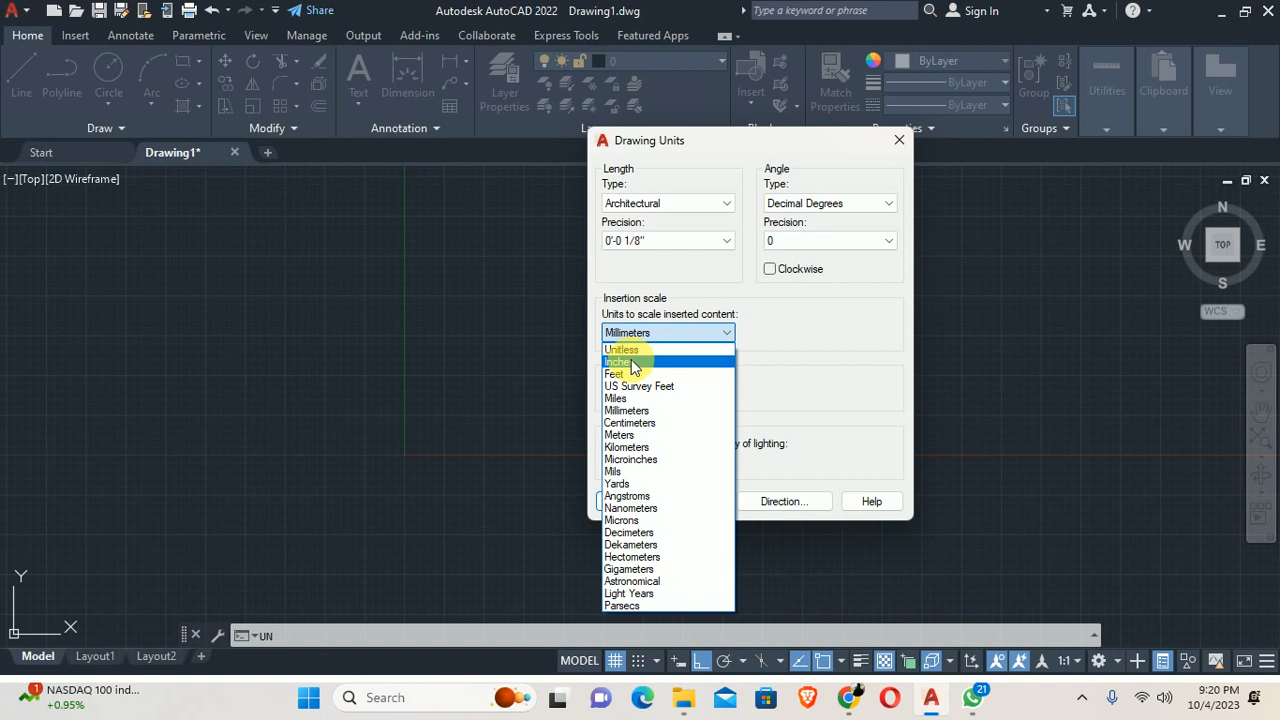 Share
Autodesk AutoCAD 2022 Drawing1.dwg
Type a keyword or phrase
Sign In
Home Insert Annotate Parametric View Manage Output Add-ins Collaborate Express Tools Featured Apps
Line Polyline Circle Arc
Text Dimension
Layer
Properties
0
Insert
Match
Properties
ByLayer
ByLayer
ByLayer
Group
Utilities Clipboard View
Draw Modify Annotation Properties Groups
Start Drawing1*
[−][Top][2D Wireframe]
Drawing Units
Length
Type:
Architectural
Precision:
0'-0 1/8"
Angle
Type:
Decimal Degrees
Precision:
0
Clockwise
Insertion scale
Units to scale inserted content:
Millimeters
Unitless
Inches
Feet
US Survey Feet
Miles
Millimeters
Centimeters
Meters
Kilometers
Microinches
Mils
Yards
Angstroms
Nanometers
Microns
Decimeters
Dekameters
Hectometers
Gigameters
Astronomical
Light Years
Parsecs
y of lighting:
Direction... Help
N
W TOP E
S
WCS
Y
X
UN
Model Layout1 Layout2
MODEL
1:1
1
NASDAQ 100 ind...
+0.95%
Search
21
9:20 PM
10/4/2023